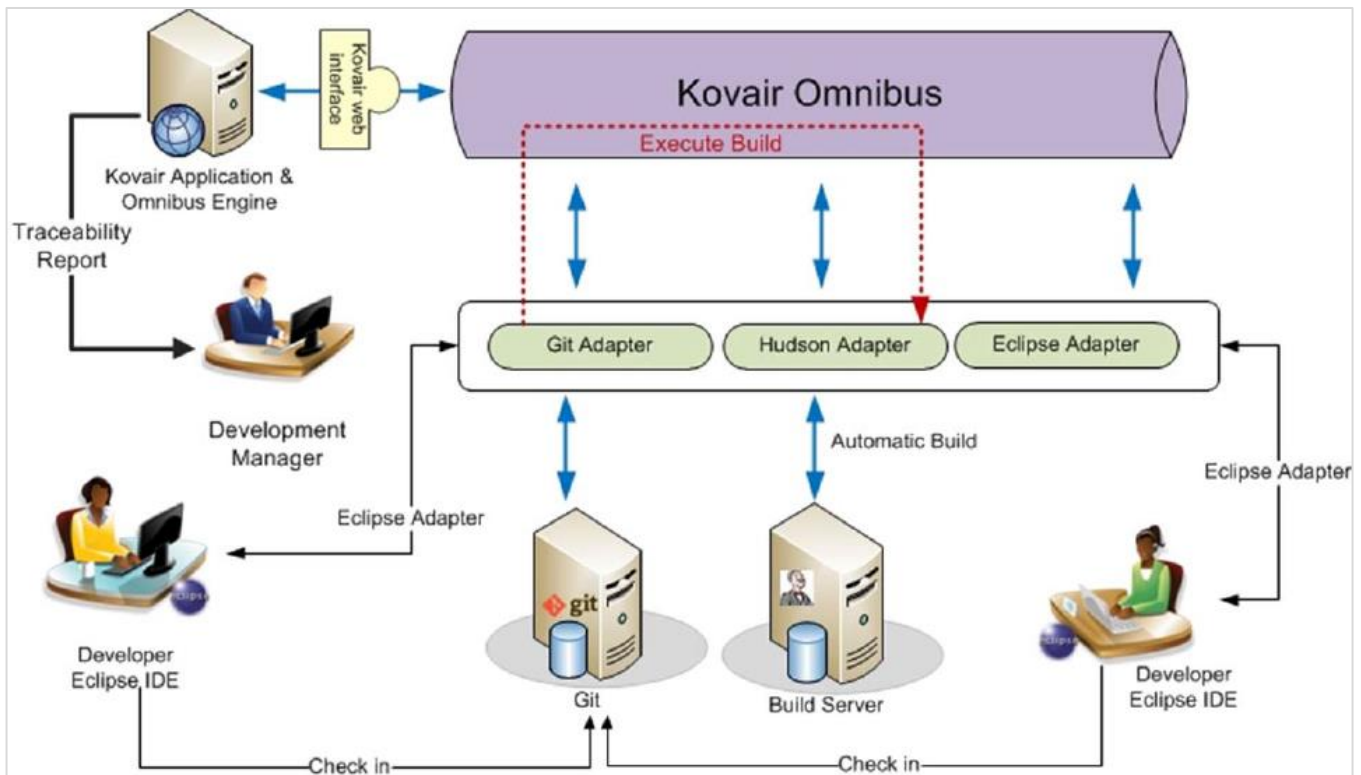 Kovair web
interface
Kovair Omnibus
Execute Build
Kovair Application &
Omnibus Engine
Traceability
Report
Git Adapter
Hudson Adapter
Eclipse Adapter
Development
Manager
Automatic Build
Eclipse Adapter
Eclipse Adapter
eclipse
git
eclipse
Developer
Eclipse IDE
Git
Build Server
Developer
Eclipse IDE
Check in
Check in